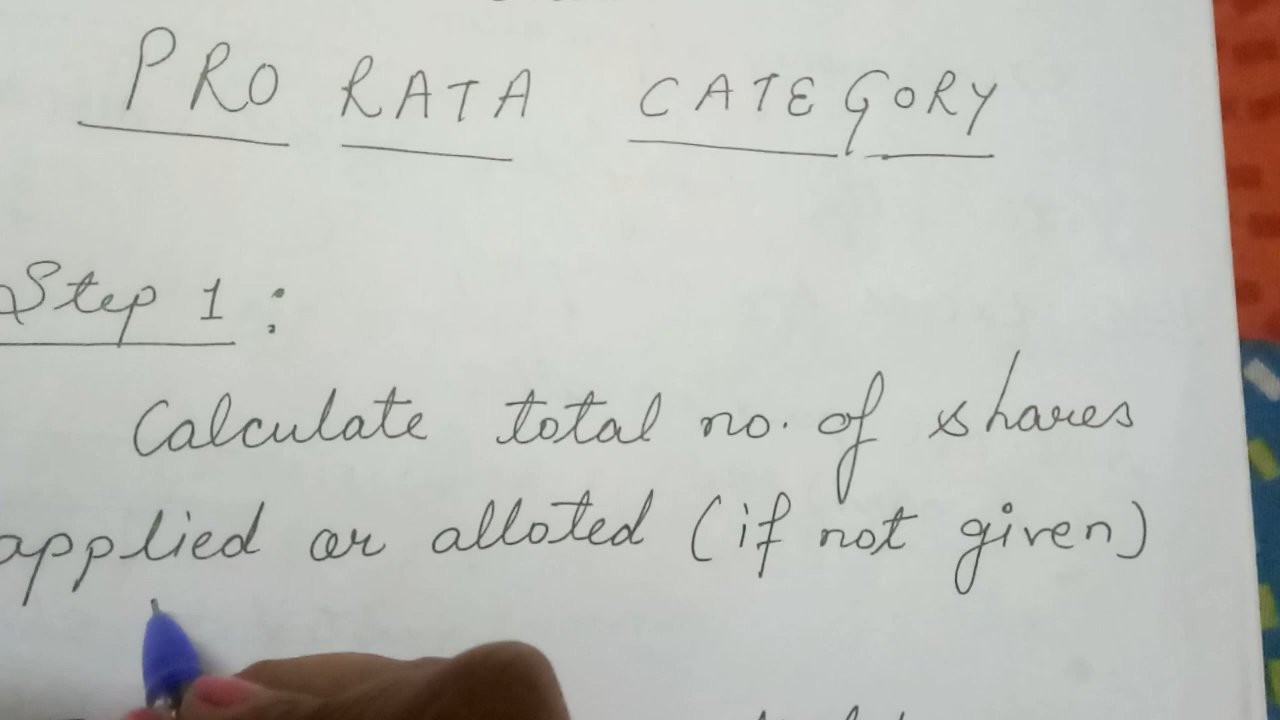 PRO RATA CATEGORY
Step 1 :
Calculate total no. of shares
applied or alloted (if not given)